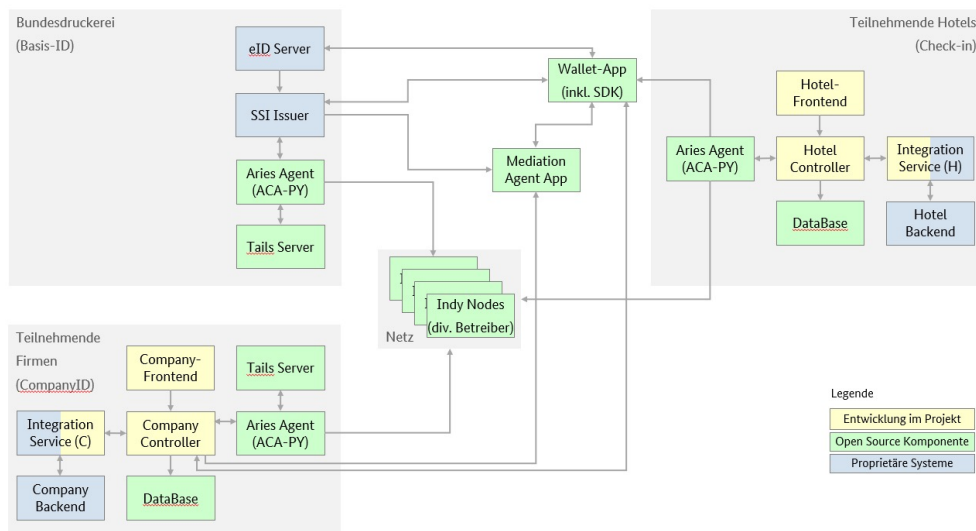 Bundesdruckerei
(Basis-ID)
eID Server
SSI Issuer
Aries Agent
(ACA-PY)
Tails Server
Wallet-App
(inkl. SDK)
Mediation
Agent App
Teilnehmende Hotels
(Check-in)
Hotel-
Frontend
Aries Agent
(ACA-PY)
Hotel
Controller
Integration
Service (H)
DataBase
Hotel
Backend
Indy Nodes
(div. Betreiber)
Netz
Teilnehmende
Firmen
(CompanyID)
Company-
Frontend
Tails Server
Integration
Service (C)
Company
Controller
Aries Agent
(ACA-PY)
Company
Backend
DataBase
Legende
Entwicklung im Projekt
Open Source Komponente
Proprietäre Systeme